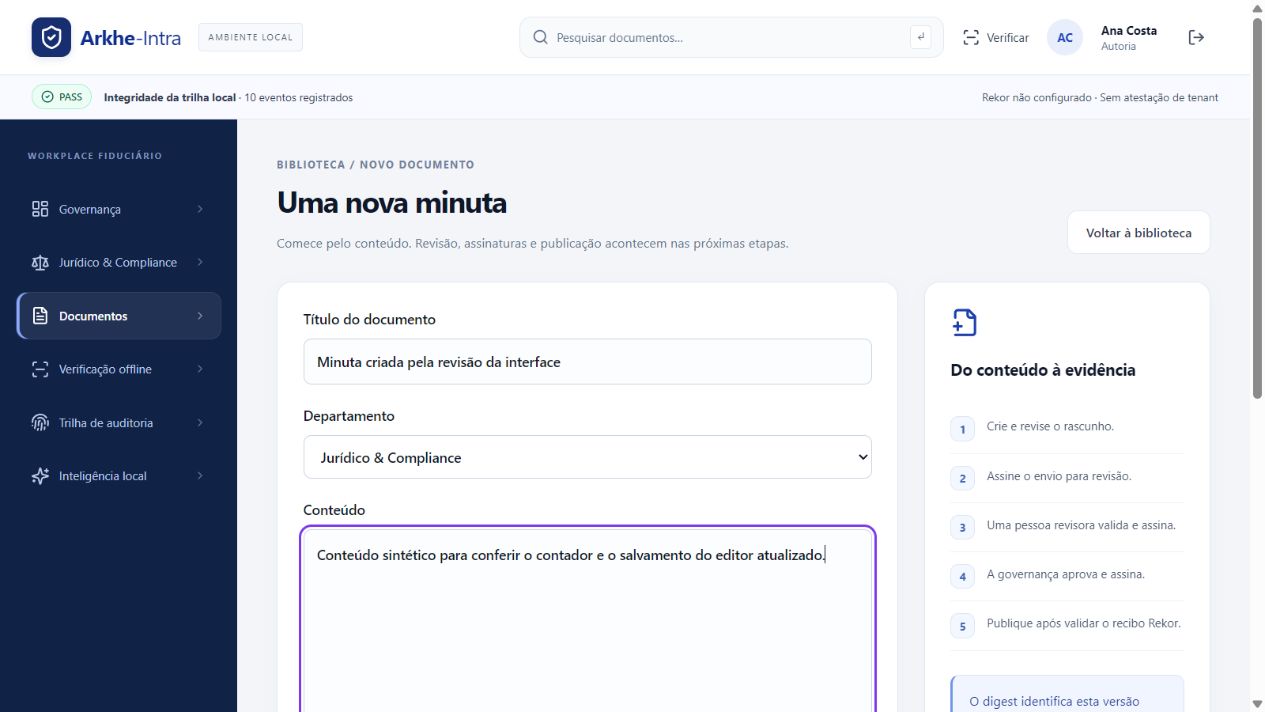 Arkhe-Intra
AMBIENTE LOCAL
Pesquisar documentos...
Verificar
AC
Ana Costa
Autoria
PASS
Integridade da trilha local · 10 eventos registrados
Rekor não configurado · Sem atestação de tenant
WORKPLACE FIDUCIÁRIO
Governança
Jurídico & Compliance
Documentos
Verificação offline
Trilha de auditoria
Inteligência local
BIBLIOTECA / NOVO DOCUMENTO
Uma nova minuta
Comece pelo conteúdo. Revisão, assinaturas e publicação acontecem nas próximas etapas.
Voltar à biblioteca
Título do documento
Minuta criada pela revisão da interface
Departamento
Jurídico & Compliance
Conteúdo
Conteúdo sintético para conferir o contador e o salvamento do editor atualizado.
Do conteúdo à evidência
1 Crie e revise o rascunho.
2 Assine o envio para revisão.
3 Uma pessoa revisora valida e assina.
4 A governança aprova e assina.
5 Publique após validar o recibo Rekor.
O digest identifica esta versão